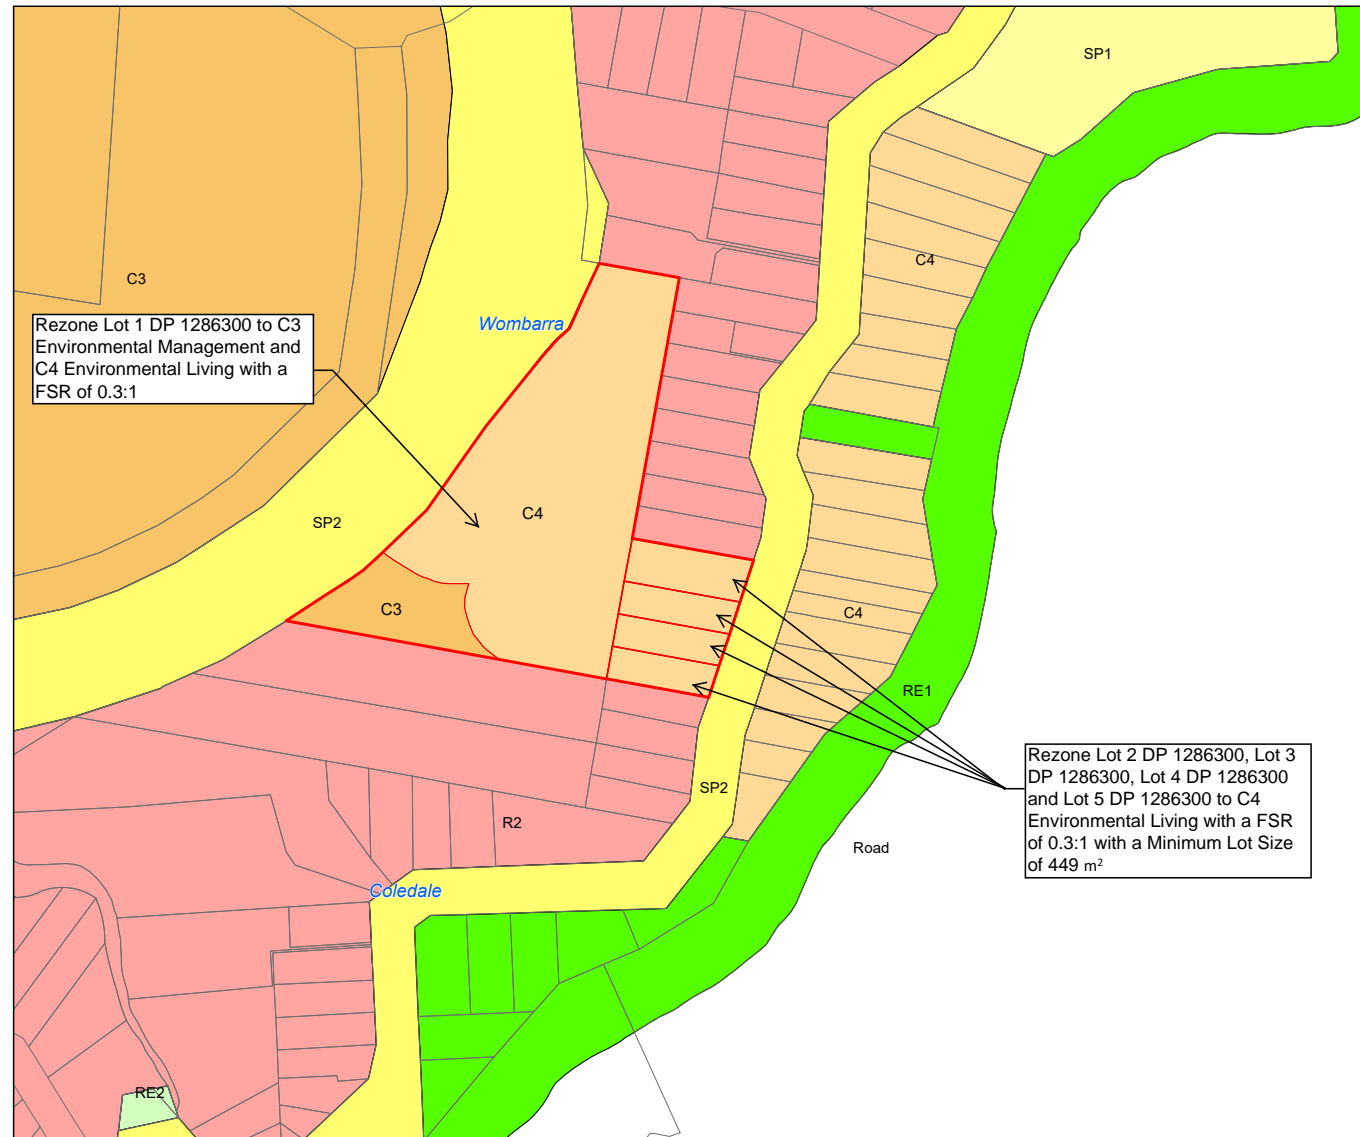 SP1
C4
C3
Rezone Lot 1 DP 1286300 to C3
Environmental Management and
C4 Environmental Living with a
FSR of 0.3:1
Wombarra
SP2
C4
C3
C4
RE1
Rezone Lot 2 DP 1286300, Lot 3
DP 1286300, Lot 4 DP 1286300
and Lot 5 DP 1286300 to C4
Environmental Living with a FSR
of 0.3:1 with a Minimum Lot Size
of 449 m²
SP2
R2
Road
Coledale
RE2